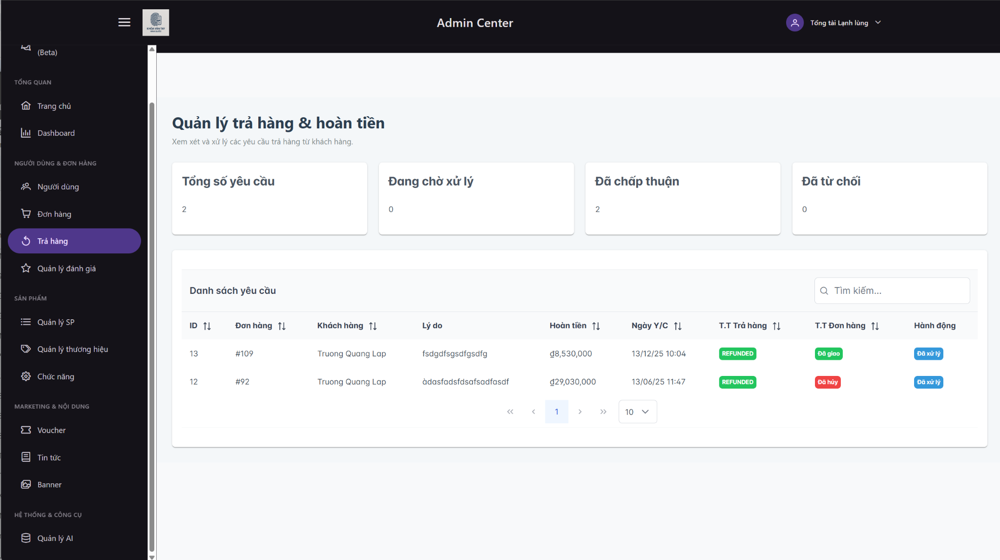 KHÓA VÂN TAY
HÀN QUỐC
Admin Center
Tổng tài Lạnh lùng
(Beta)
TỔNG QUAN
Trang chủ
Dashboard
NGƯỜI DÙNG & ĐƠN HÀNG
Người dùng
Đơn hàng
Trả hàng
Quản lý đánh giá
SẢN PHẨM
Quản lý SP
Quản lý thương hiệu
Chức năng
MARKETING & NỘI DUNG
Voucher
Tin tức
Banner
HỆ THỐNG & CÔNG CỤ
Quản lý AI
Quản lý trả hàng & hoàn tiền
Xem xét và xử lý các yêu cầu trả hàng từ khách hàng.
Tổng số yêu cầu
2
Đang chờ xử lý
0
Đã chấp thuận
2
Đã từ chối
0
Danh sách yêu cầu
Tìm kiếm...
ID Đơn hàng Khách hàng Lý do Hoàn tiền Ngày Y/C T.T Trả hàng T.T Đơn hàng Hành động
13 #109 Truong Quang Lap fsdgdfsgsdfgsdfg ₫8,530,000 13/12/25 10:04 REFUNDED Đã giao Đã xử lý
12 #92 Truong Quang Lap àdasfadsfdsafsadfasdf ₫29,030,000 13/06/25 11:47 REFUNDED Đã hủy Đã xử lý
1 10